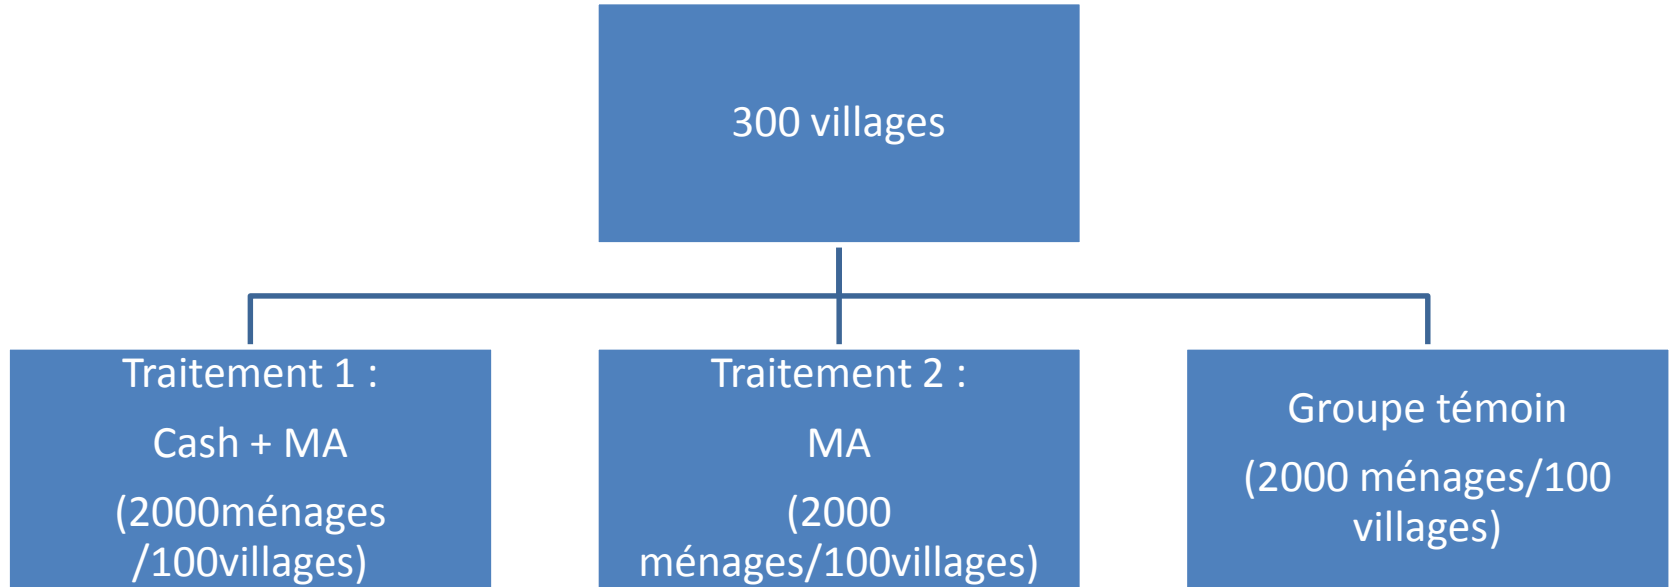 300 villages
Traitement 1 :
Cash + MA
(2000ménages
/100villages)
Traitement 2 :
MA
(2000
ménages/100villages)
Groupe témoin
(2000 ménages/100
villages)